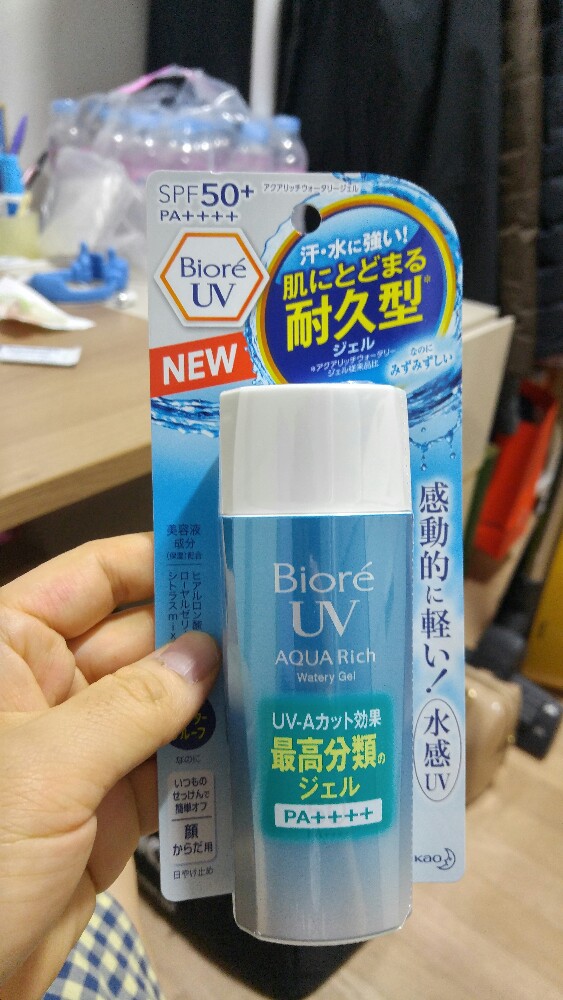 SPF50+
PA++++
アクアリッチウォータリージェル
Bioré
UV
汗・水に強い!
肌にとどまる*
耐久型
ジェル
*アクアリッチウォータリー
ジェル従来品比
なのに
みずみずしい
NEW
美容液
成分
(保湿)配合
ヒアルロン酸
ローヤルゼリー
シトラスmix
Bioré
UV
AQUA Rich
Watery Gel
UV-Aカット効果
最高分類の
ジェル
PA++++
感動的に軽い!
水感
UV
なのに
いつもの
せっけんで
簡単オフ
顔
からだ用
日やけ止め
Kao